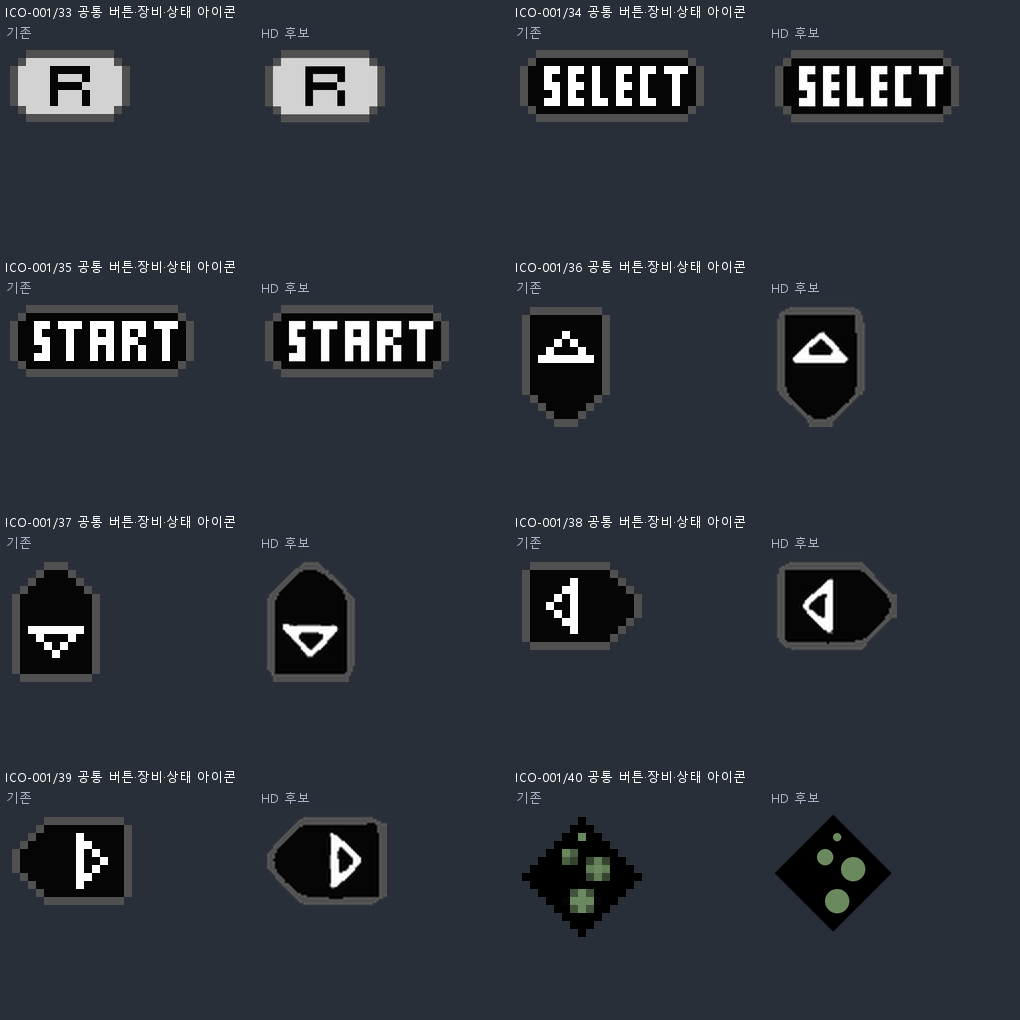 ICO-001/33 공통 버튼·장비·상태 아이콘
기존 HD 후보
R R
ICO-001/34 공통 버튼·장비·상태 아이콘
기존 HD 후보
SELECT SELECT
ICO-001/35 공통 버튼·장비·상태 아이콘
기존 HD 후보
START START
ICO-001/36 공통 버튼·장비·상태 아이콘
기존 HD 후보
ICO-001/37 공통 버튼·장비·상태 아이콘
기존 HD 후보
ICO-001/38 공통 버튼·장비·상태 아이콘
기존 HD 후보
ICO-001/39 공통 버튼·장비·상태 아이콘
기존 HD 후보
ICO-001/40 공통 버튼·장비·상태 아이콘
기존 HD 후보